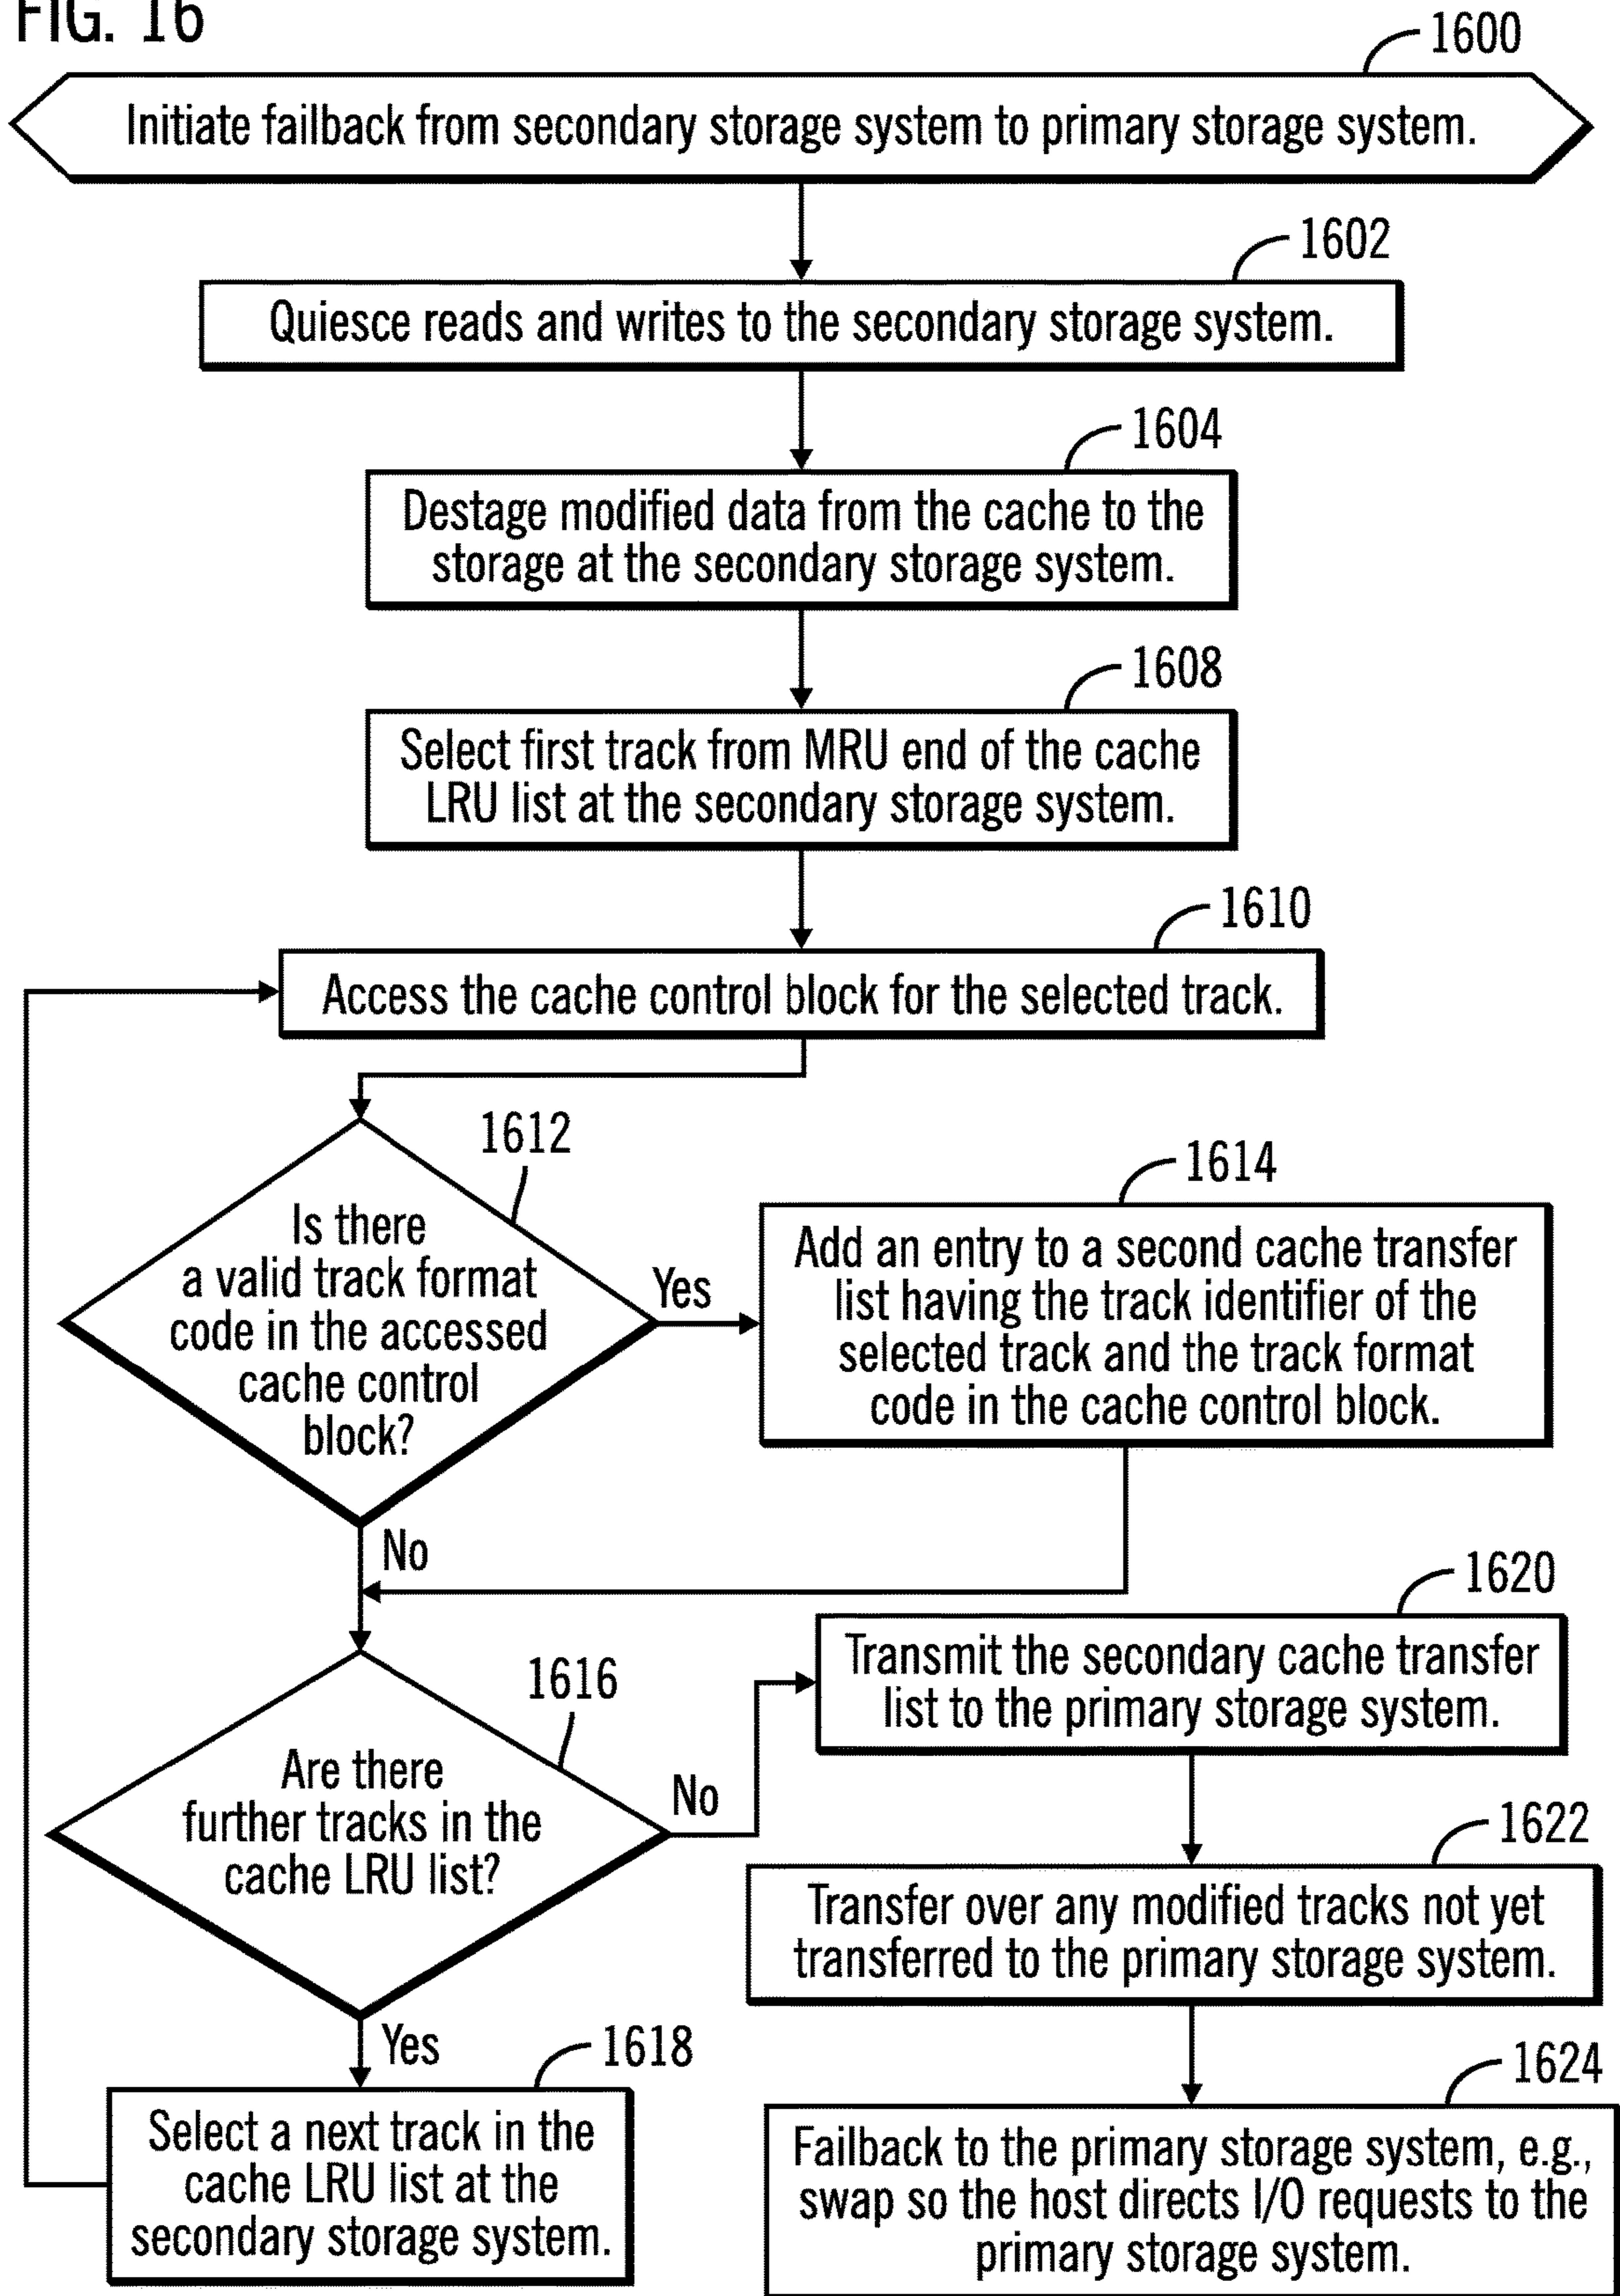 FIG. 16
1600
Initiate failback from secondary storage system to primary storage system.
1602
Quiesce reads and writes to the secondary storage system.
1604
Destage modified data from the cache to the
storage at the secondary storage system.
1608
Select first track from MRU end of the cache
LRU list at the secondary storage system.
1610
Access the cache control block for the selected track.
1612
Is there
a valid track format
code in the accessed
cache control
block?
Yes
1614
Add an entry to a second cache transfer
list having the track identifier of the
selected track and the track format
code in the cache control block.
No
1616
Are there
further tracks in the
cache LRU list?
No
1620
Transmit the secondary cache transfer
list to the primary storage system.
1622
Transfer over any modified tracks not yet
transferred to the primary storage system.
Yes
1618
Select a next track in the
cache LRU list at the
secondary storage system.
1624
Failback to the primary storage system, e.g.,
swap so the host directs I/O requests to the
primary storage system.